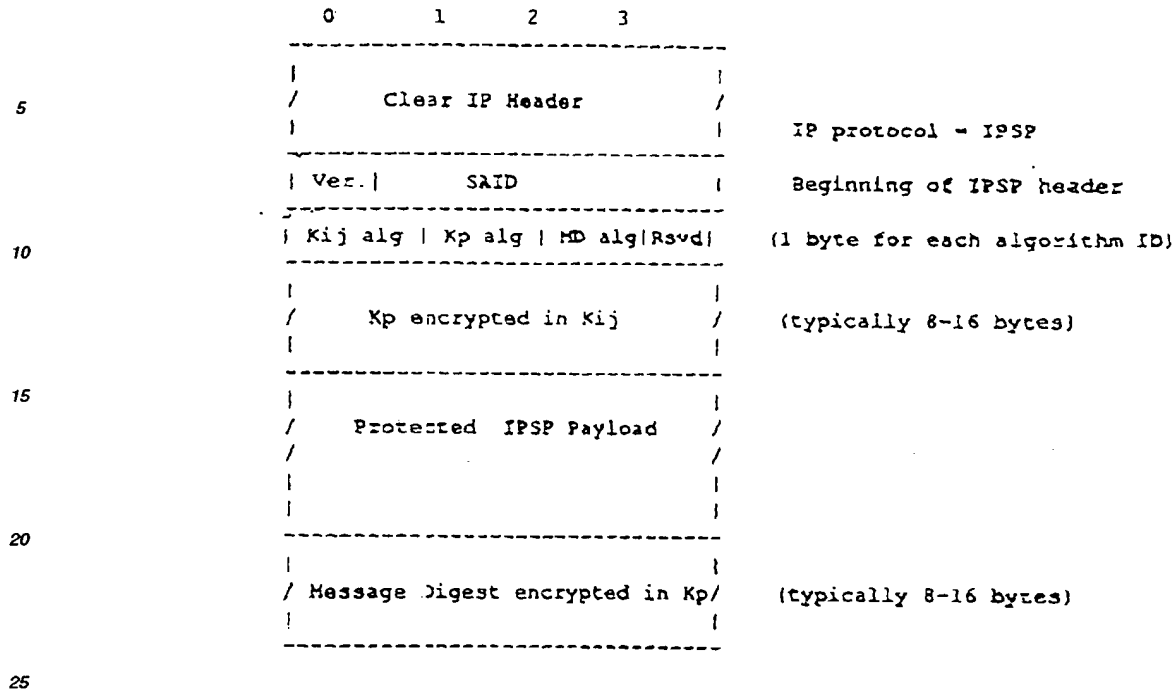 0 1 2 3
5 Clear IP Header
IP protocol = IPSP
| Ver.| SAID | Beginning of IPSP header
10 | Kij alg | Kp alg | MD alg|Rsvd| (1 byte for each algorithm ID)
/ Kp encrypted in Kij / (typically 8-16 bytes)
15
/ Protected IPSP Payload /
20
/ Message Digest encrypted in Kp/ (typically 8-16 bytes)
25